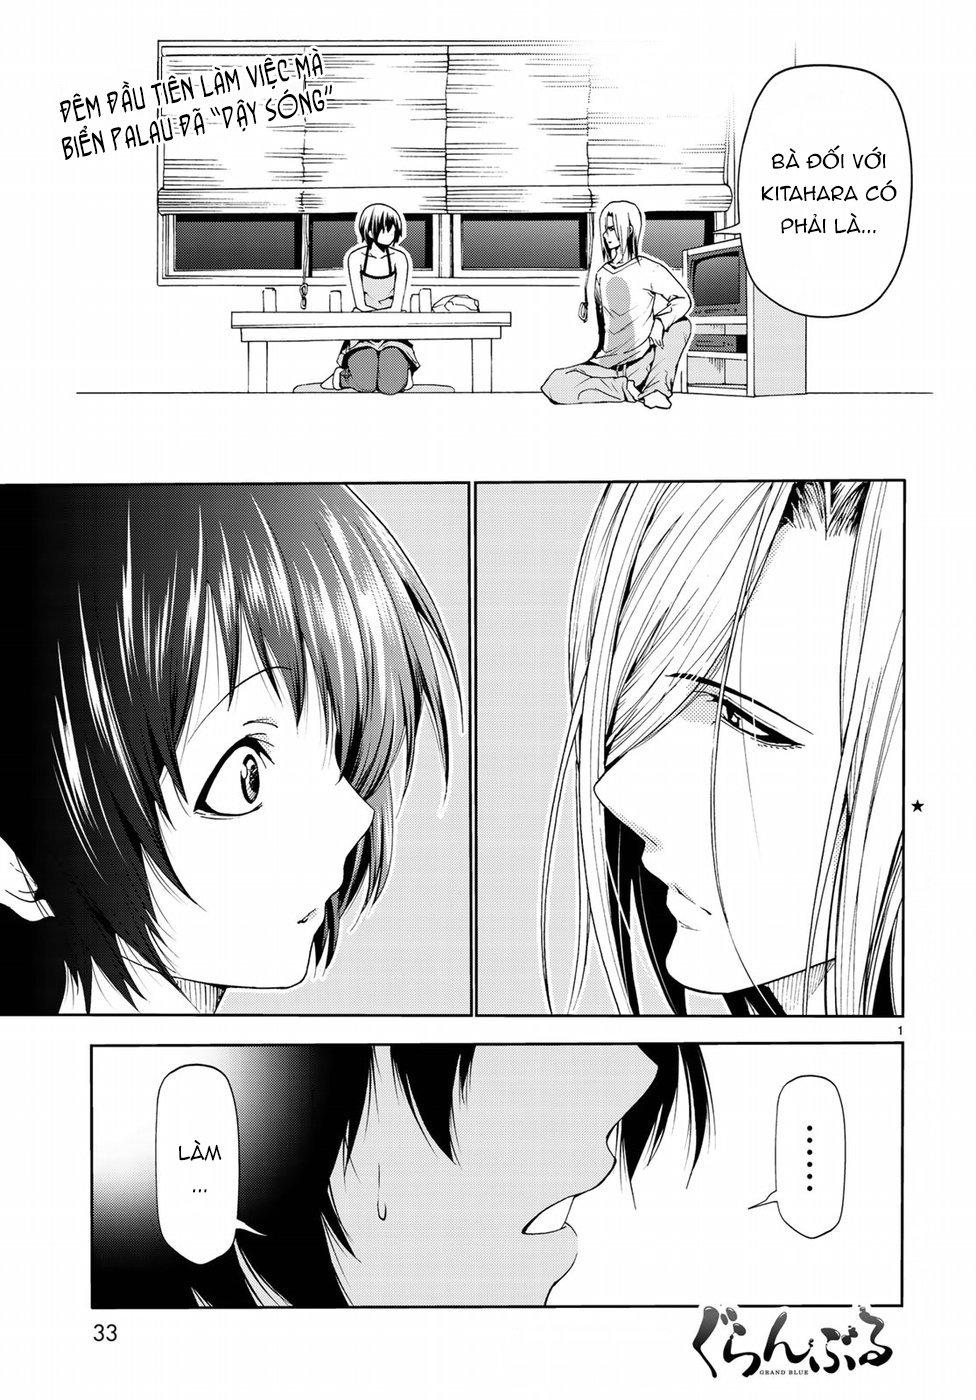 ĐÊM ĐẦU TIÊN LÀM VIỆC MÀ
BIỂN PALAU ĐÃ "DẬY SÓNG"
BÀ ĐỐI VỚI
KITAHARA CÓ
PHẢI LÀ...
★
1
......
LÀM
...
33
ぐらんぶる
GRAND BLUE